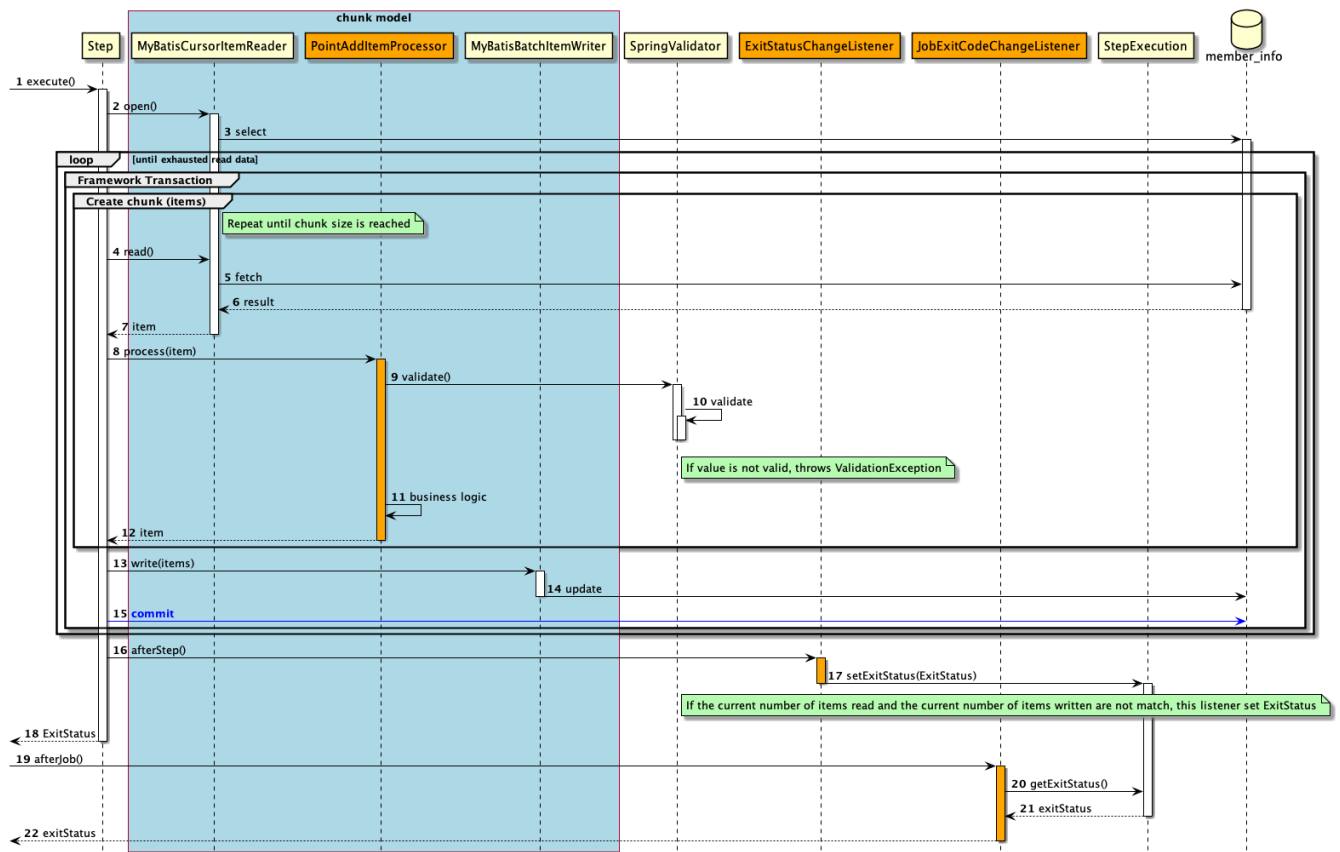 chunk model
Step
MyBatisCursorItemReader
PointAddItemProcessor
MyBatisBatchItemWriter
SpringValidator
ExitStatusChangeListener
JobExitCodeChangeListener
StepExecution
member_info
1 execute()
2 open()
3 select
loop [until exhausted read data]
Framework Transaction
Create chunk (items)
Repeat until chunk size is reached
4 read()
5 fetch
6 result
7 item
8 process(item)
9 validate()
10 validate
If value is not valid, throws ValidationException
11 business logic
12 item
13 write(items)
14 update
15 commit
16 afterStep()
17 setExitStatus(ExitStatus)
If the current number of items read and the current number of items written are not match, this listener set ExitStatus
18 ExitStatus
19 afterJob()
20 getExitStatus()
21 exitStatus
22 exitStatus